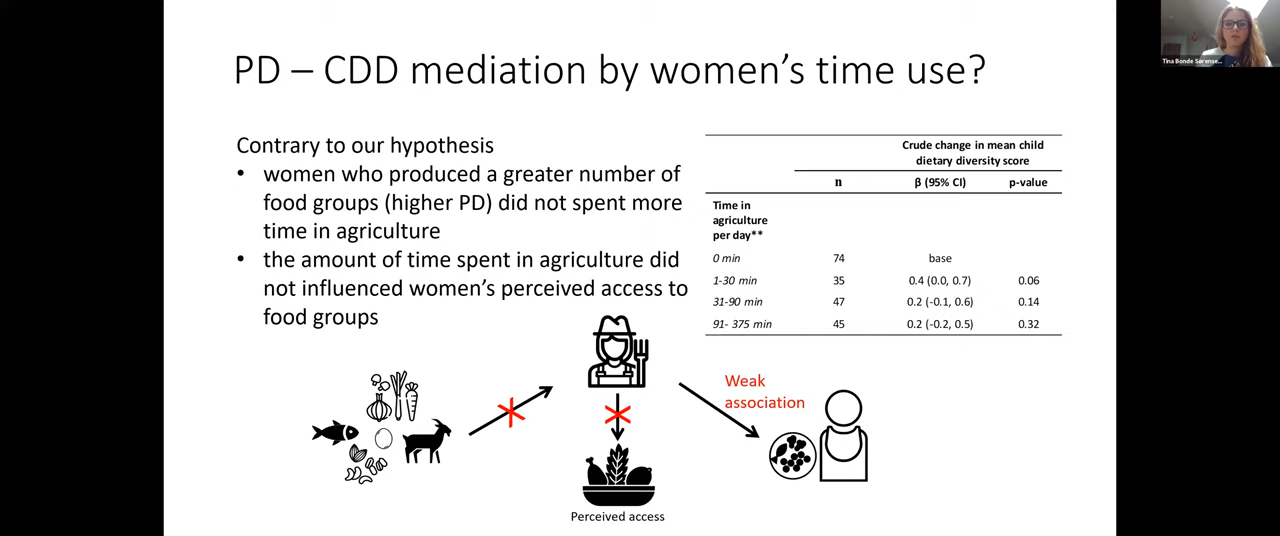 PD – CDD mediation by women's time use?
Tina Bonde Sørense...
Contrary to our hypothesis
• women who produced a greater number of
food groups (higher PD) did not spent more
time in agriculture
• the amount of time spent in agriculture did
not influenced women's perceived access to
food groups
Crude change in mean child
dietary diversity score
n β (95% CI) p-value
Time in
agriculture
per day**
0 min 74 base
1-30 min 35 0.4 (0.0, 0.7) 0.06
31-90 min 47 0.2 (-0.1, 0.6) 0.14
91- 375 min 45 0.2 (-0.2, 0.5) 0.32
Weak
association
Perceived access